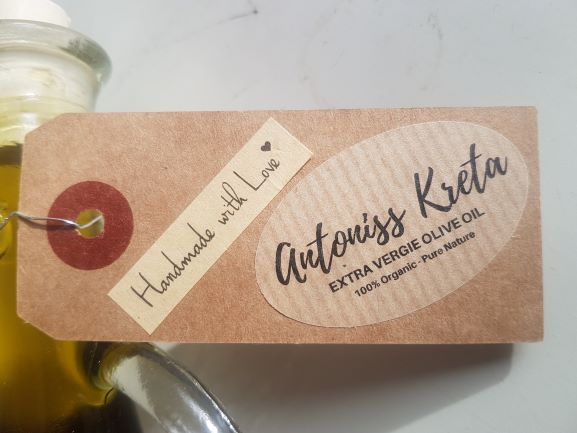 Handmade with Love ♥
Antoniss Kreta
EXTRA VERGIE OLIVE OIL
100% Organic - Pure Nature